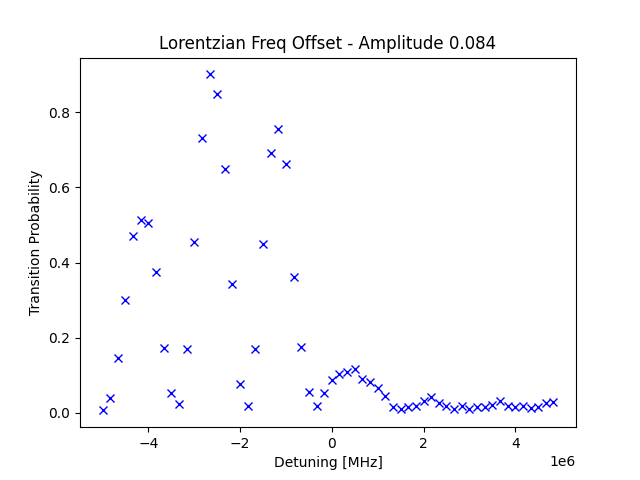 Lorentzian Freq Offset - Amplitude 0.084
Transition Probability
0.8
0.6
0.4
0.2
0.0
−4
−2
0
2
4
1e6
Detuning [MHz]